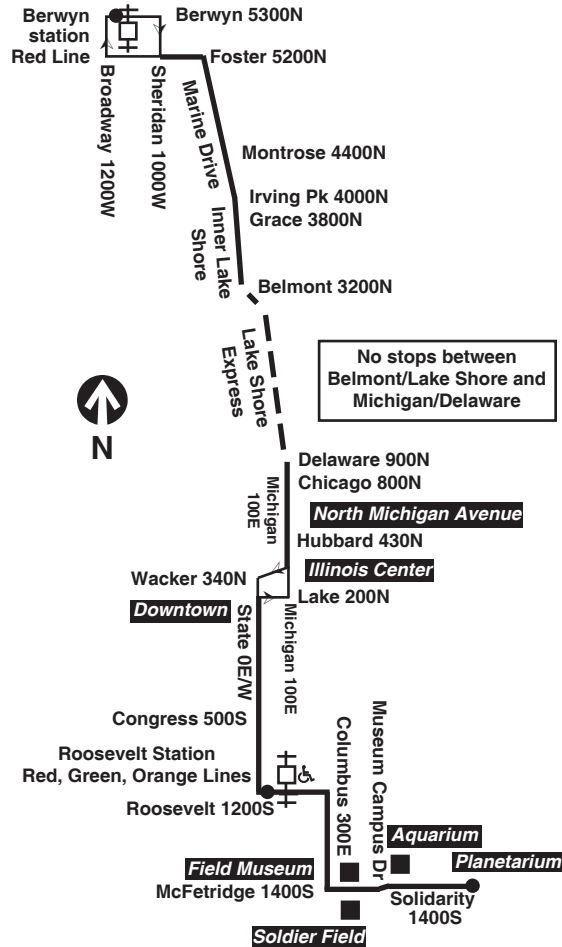 Berwyn
station
Red Line
Berwyn 5300N
Foster 5200N
Broadway 1200W
Sheridan 1000W
Marine Drive
Montrose 4400N
Irving Pk 4000N
Grace 3800N
Inner Lake
Shore
Belmont 3200N
Lake Shore
Express
No stops between
Belmont/Lake Shore and
Michigan/Delaware
N
Delaware 900N
Chicago 800N
Michigan
100E
North Michigan Avenue
Hubbard 430N
Illinois Center
Wacker 340N
Lake 200N
Downtown
State 0E/W
Michigan 100E
Congress 500S
Roosevelt Station
Red, Green, Orange Lines
Roosevelt 1200S
Columbus 300E
Museum Campus Dr
Aquarium
Planetarium
Field Museum
McFetridge 1400S
Solidarity
1400S
Soldier Field